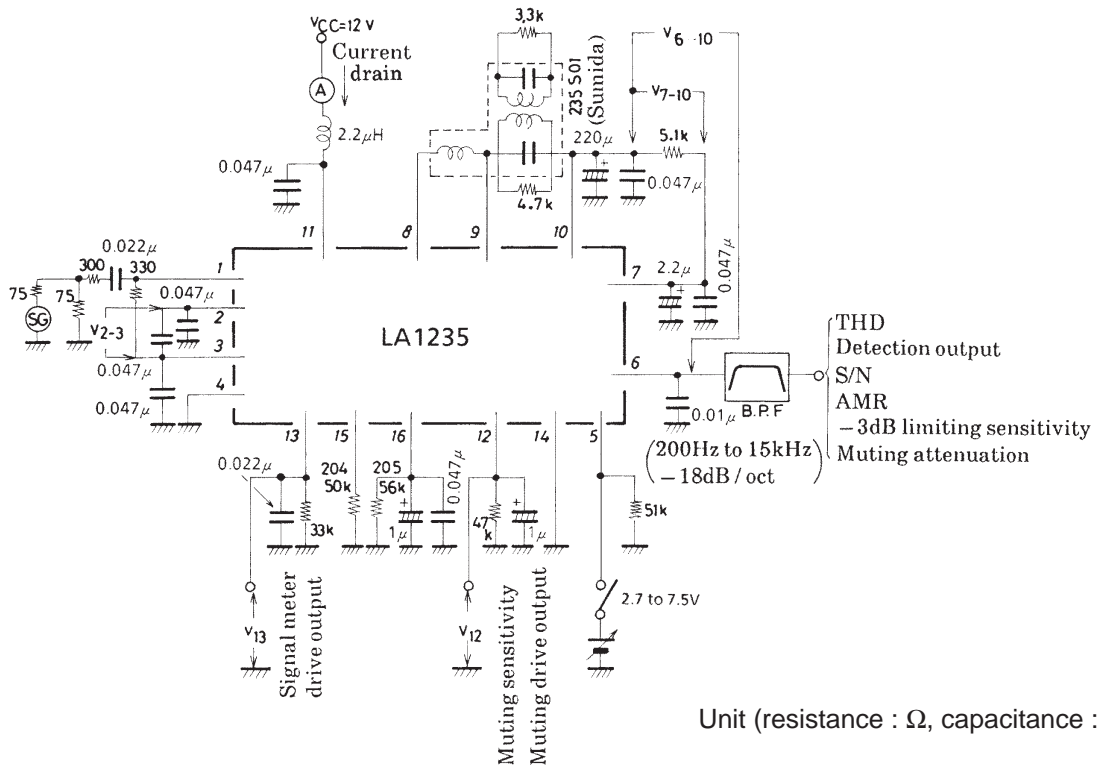 VCC=12 V
Current
drain
A
2.2μH
0.047μ
3.3k
235 S01
(Sumida)
4.7k
220μ
V6-10
V7-10
5.1k
0.047μ
11
8
9
10
0.022μ
300
330
75
75
SG
V2-3
0.047μ
0.047μ
0.047μ
1
2
3
4
LA1235
7
2.2μ
0.047μ
6
0.01μ
B.P.F
(200Hz to 15kHz
−18dB/oct)
THD
Detection output
S/N
AMR
−3dB limiting sensitivity
Muting attenuation
13
15
16
12
14
5
0.022μ
33k
204
50k
205
56k
1μ
0.047μ
47
k
1μ
51k
2.7 to 7.5V
V13
Signal meter
drive output
V12
Muting sensitivity
Muting drive output
Unit (resistance : Ω, capacitance :